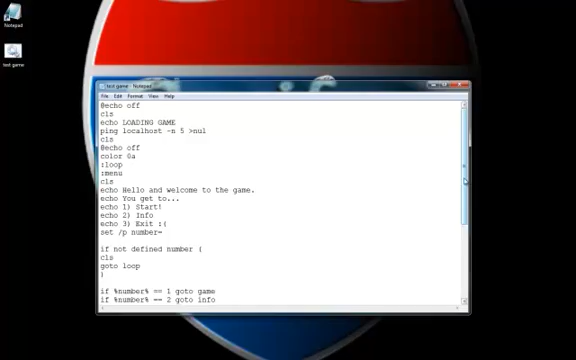 Notepad
test game
test game - Notepad
File Edit Format View Help
@echo off
cls
echo LOADING GAME
ping localhost -n 5 >nul
cls
@echo off
color 0a
:loop
:menu
cls
echo Hello and welcome to the game.
echo You get to...
echo 1) Start!
echo 2) Info
echo 3) Exit :(
set /p number=
if not defined number (
cls
goto loop
)
if %number% == 1 goto game
if %number% == 2 goto info